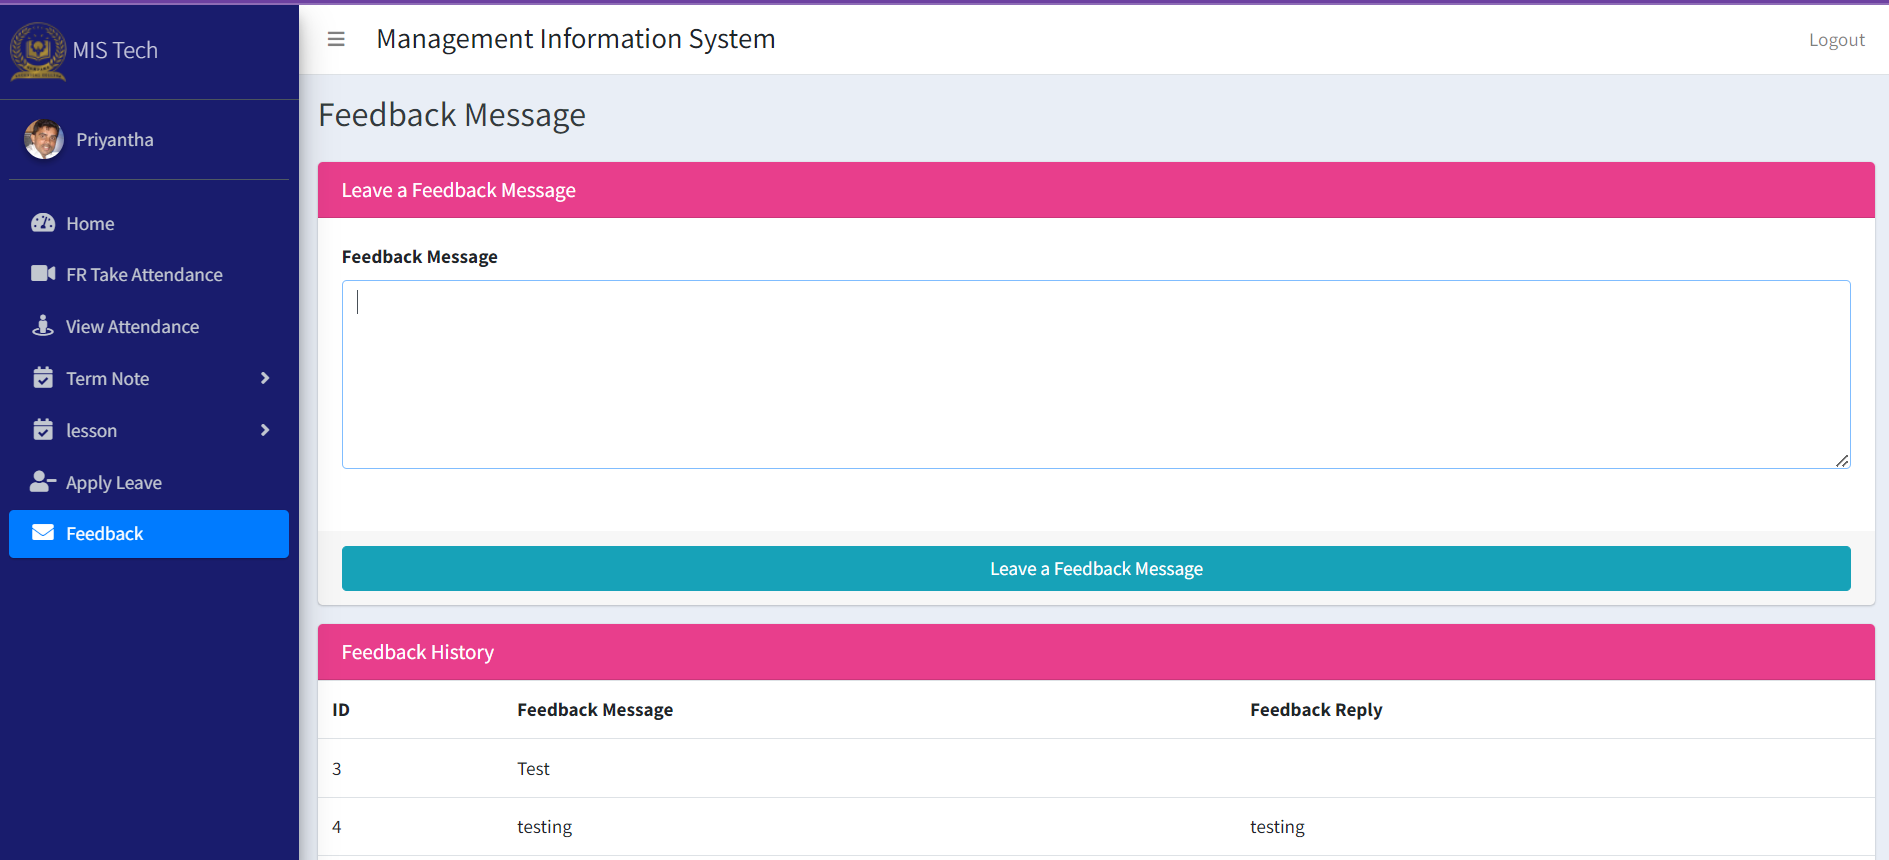 MIS Tech
Management Information System
Logout
Priyantha
Home
FR Take Attendance
View Attendance
Term Note
lesson
Apply Leave
Feedback
Feedback Message
Leave a Feedback Message
Feedback Message
Leave a Feedback Message
Feedback History
ID Feedback Message Feedback Reply
3 Test
4 testing testing